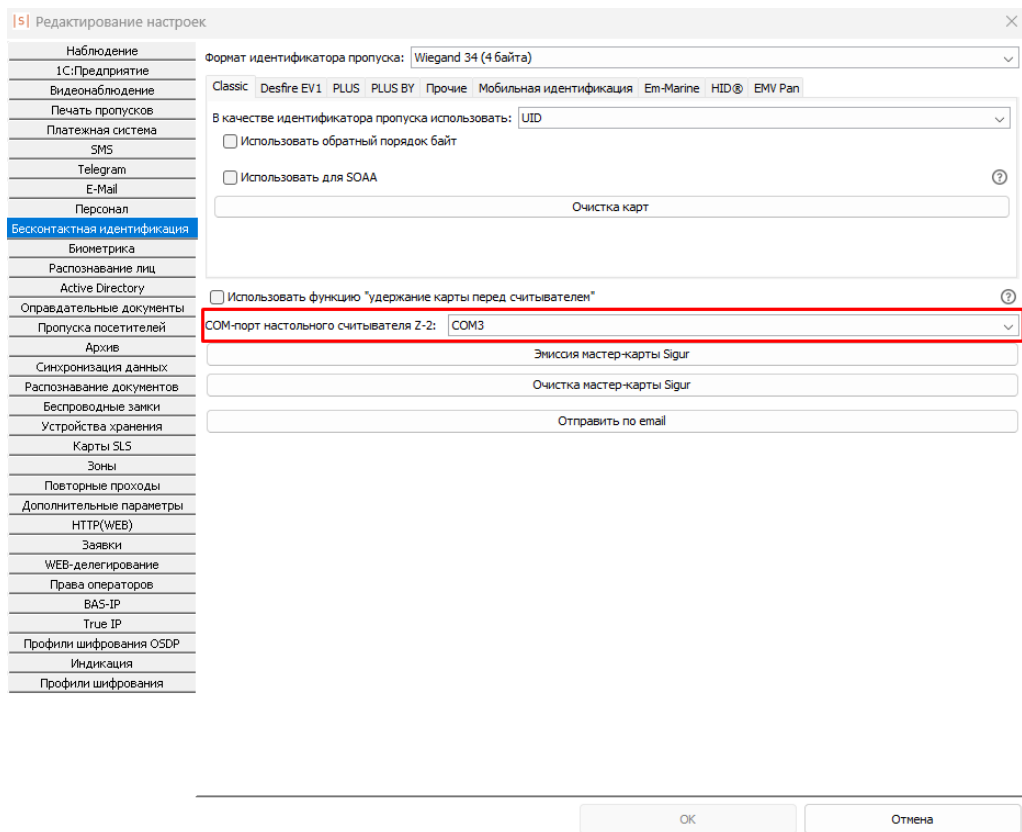 |S| Редактирование настроек
Наблюдение
1С:Предприятие
Видеонаблюдение
Печать пропусков
Платежная система
SMS
Telegram
E-Mail
Персонал
Бесконтактная идентификация
Биометрика
Распознавание лиц
Active Directory
Оправдательные документы
Пропуска посетителей
Архив
Синхронизация данных
Распознавание документов
Беспроводные замки
Устройства хранения
Карты SLS
Зоны
Повторные проходы
Дополнительные параметры
HTTP(WEB)
Заявки
WEB-делегирование
Права операторов
BAS-IP
True IP
Профили шифрования OSDP
Индикация
Профили шифрования
Формат идентификатора пропуска: Wiegand 34 (4 байта)
Classic Desfire EV1 PLUS PLUS BY Прочие Мобильная идентификация Em-Marine HID® EMV Pan
В качестве идентификатора пропуска использовать: UID
Использовать обратный порядок байт
Использовать для SOAA ?
Очистка карт
Использовать функцию "удержание карты перед считывателем" ?
COM-порт настольного считывателя Z-2: COM3
Эмиссия мастер-карты Sigur
Очистка мастер-карты Sigur
Отправить по email
OK Отмена